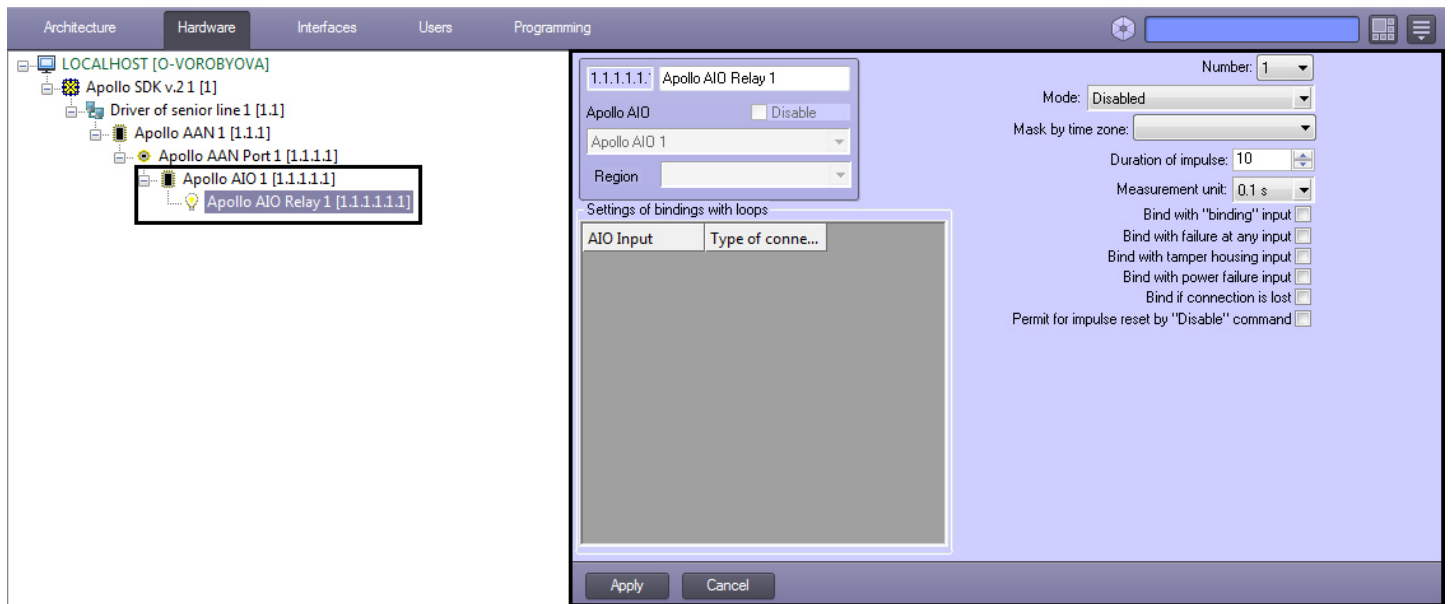 Architecture Hardware Interfaces Users Programming
LOCALHOST [O-VOROBYOVA]
Apollo SDK v.2 1 [1]
Driver of senior line 1 [1.1]
Apollo AAN 1 [1.1.1]
Apollo AAN Port 1 [1.1.1.1]
Apollo AIO 1 [1.1.1.1.1]
Apollo AIO Relay 1 [1.1.1.1.1.1]
1.1.1.1.1. Apollo AIO Relay 1
Apollo AIO Disable
Apollo AIO 1
Region
Settings of bindings with loops
AIO Input Type of conne...
Number: 1
Mode: Disabled
Mask by time zone:
Duration of impulse: 10
Measurement unit: 0.1 s
Bind with "binding" input
Bind with failure at any input
Bind with tamper housing input
Bind with power failure input
Bind if connection is lost
Permit for impulse reset by "Disable" command
Apply Cancel